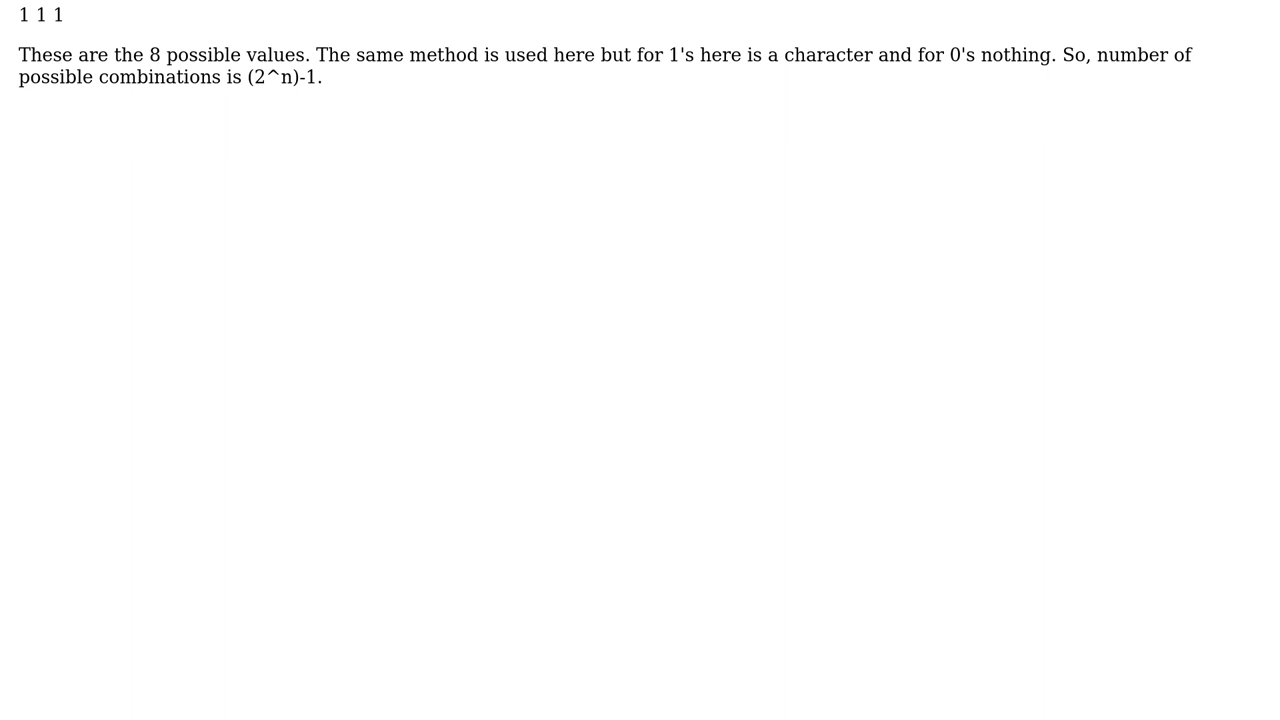 1 1 1
These are the 8 possible values. The same method is used here but for 1's here is a character and for 0's nothing. So, number of
possible combinations is (2^n)-1.